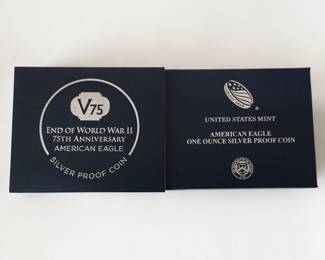 V75
END OF WORLD WAR II
75TH ANNIVERSARY
AMERICAN EAGLE
SILVER PROOF COIN
UNITED STATES MINT
AMERICAN EAGLE
ONE OUNCE SILVER PROOF COIN